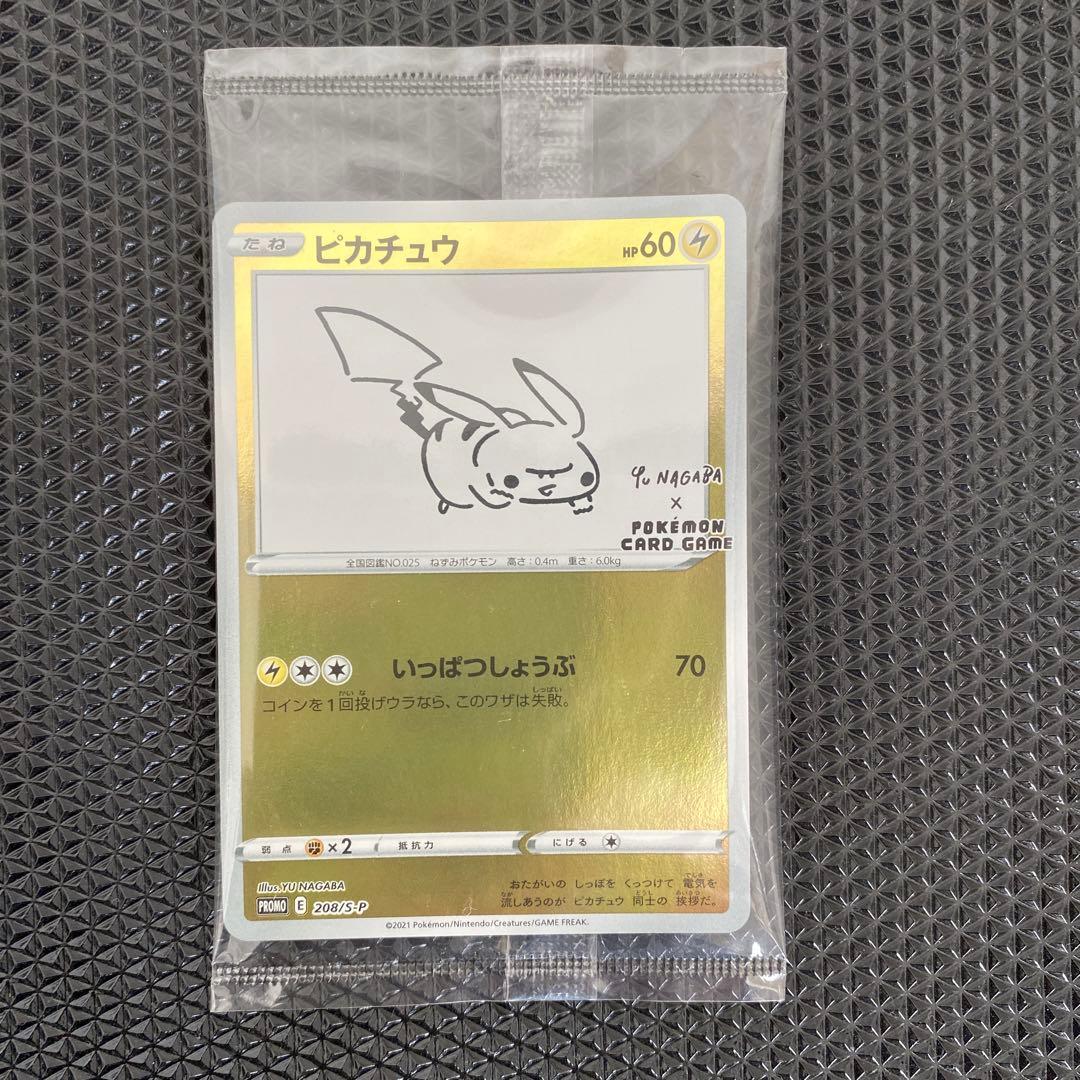 たね ピカチュウ HP60
Yu NAGABA
×
POKÉMON
CARD GAME
全国図鑑NO.025 ねずみポケモン 高さ:0.4m 重さ:6.0kg
いっぱつしょうぶ 70
コインを1回投げウラなら、このワザは失敗。
弱点 ×2 抵抗力 にげる
Illus.YU NAGABA
PROMO E 208/S-P
おたがいの しっぽを くっつけて 電気を
流しあうのが ピカチュウ 同士の 挨拶だ。
©2021 Pokémon/Nintendo/Creatures/GAME FREAK.